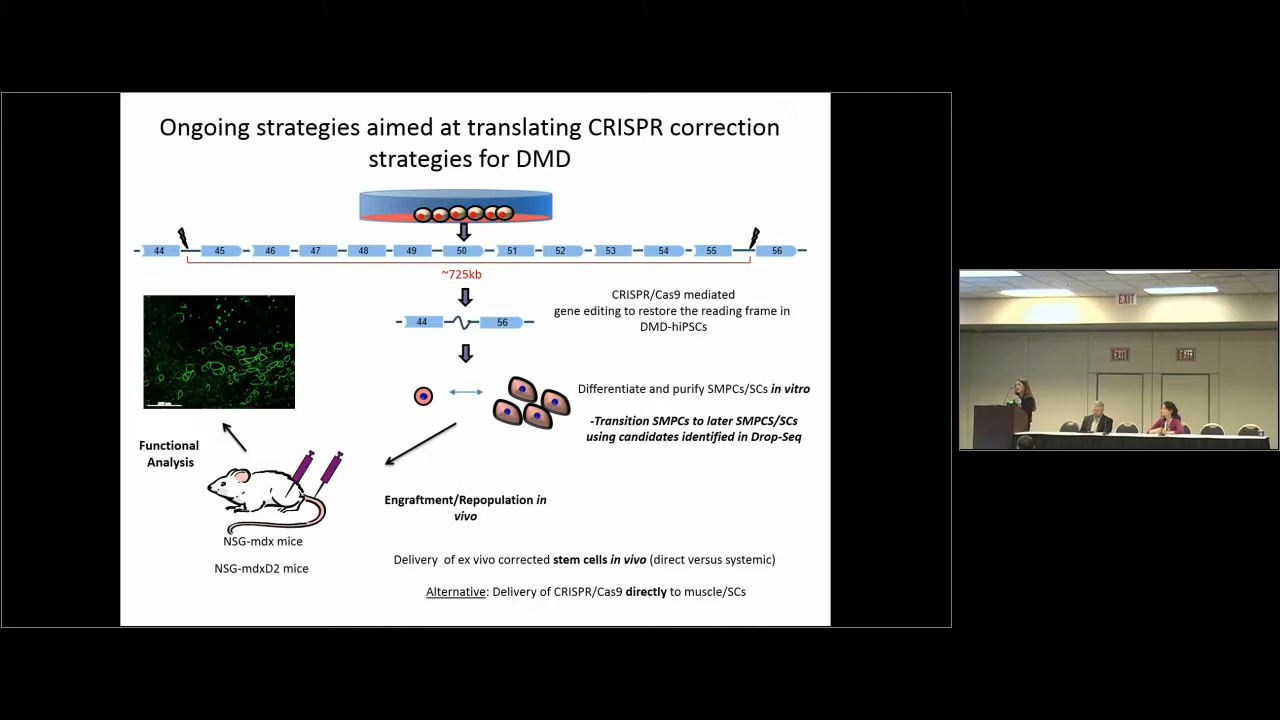 Ongoing strategies aimed at translating CRISPR correction
strategies for DMD
44 45 46 47 48 49 50 51 52 53 54 55 56
~725kb
44 56
CRISPR/Cas9 mediated
gene editing to restore the reading frame in
DMD-hiPSCs
Differentiate and purify SMPCs/SCs in vitro
-Transition SMPCs to later SMPCS/SCs
using candidates identified in Drop-Seq
Functional
Analysis
Engraftment/Repopulation in
vivo
NSG-mdx mice
NSG-mdxD2 mice
Delivery of ex vivo corrected stem cells in vivo (direct versus systemic)
Alternative: Delivery of CRISPR/Cas9 directly to muscle/SCs
EXIT
EXIT
EXIT